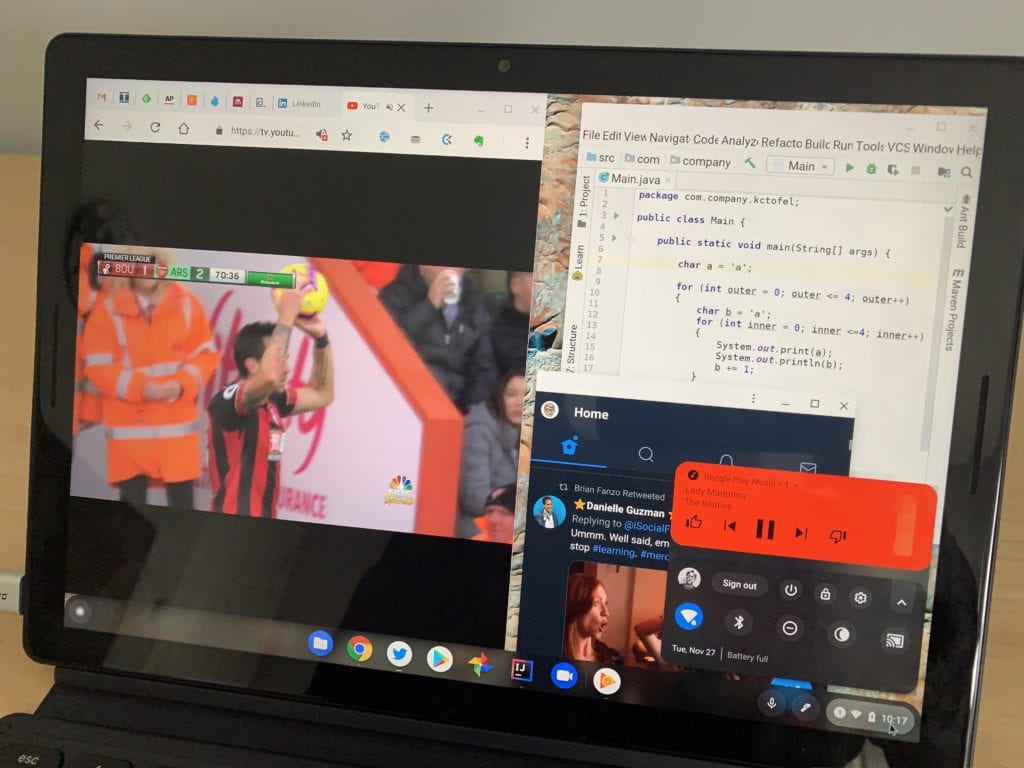 AP
LinkedIn
YouT
https://tv.youtu...
PREMIER LEAGUE
BOU 1 ARS 2 70:36
URANCE
NBC
Sports
File Edit View Navigat Code Analyz Refacto Build Run Tools VCS Window Help
src com company Main
Main.java
1: Project
Learn
7: Structure
Ant Build
Maven Projects
1 package com.company.kctofel;
2
3 public class Main {
4
5 public static void main(String[] args) {
6
7 char a = 'a';
8
9 for (int outer = 0; outer <= 4; outer++)
10 {
11 char b = 'a';
12 for (int inner = 0; inner <=4; inner++)
13 {
14 System.out.print(a);
15 System.out.println(b);
16 b += 1;
17 }
Home
Brian Fanzo Retweeted
Danielle Guzman
Replying to @iSocialF
Ummm. Well said, em
stop #learning. #merc
Google Play Music • 1
Lady Madonna
The Beatles
Sign out
Tue, Nov 27 | Battery full
IJ
1 10:17
esc